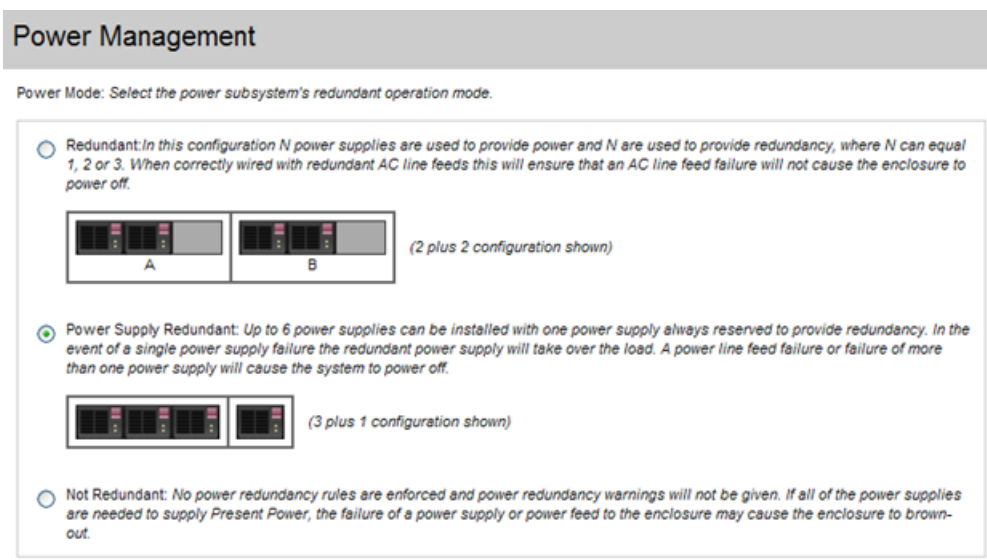 Power Management
Power Mode: Select the power subsystem's redundant operation mode.
Redundant:In this configuration N power supplies are used to provide power and N are used to provide redundancy, where N can equal
1, 2 or 3. When correctly wired with redundant AC line feeds this will ensure that an AC line feed failure will not cause the enclosure to
power off.
(2 plus 2 configuration shown)
A B
Power Supply Redundant: Up to 6 power supplies can be installed with one power supply always reserved to provide redundancy. In the
event of a single power supply failure the redundant power supply will take over the load. A power line feed failure or failure of more
than one power supply will cause the system to power off.
(3 plus 1 configuration shown)
Not Redundant: No power redundancy rules are enforced and power redundancy warnings will not be given. If all of the power supplies
are needed to supply Present Power, the failure of a power supply or power feed to the enclosure may cause the enclosure to brown-
out.